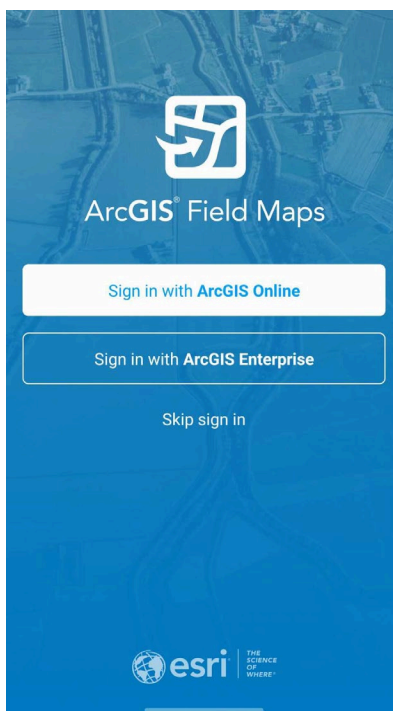 ArcGIS® Field Maps
Sign in with ArcGIS Online
Sign in with ArcGIS Enterprise
Skip sign in
esri
THE
SCIENCE
OF
WHERE®